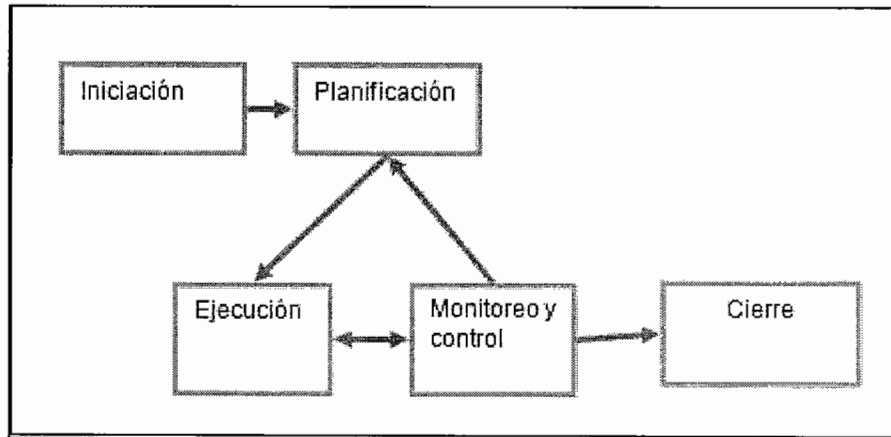 Iniciación
Planificación
Ejecución
Monitoreo y
control
Cierre